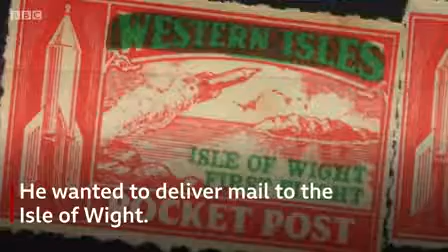 BBC
WESTERN ISLES
ISLE OF WIGHT
FIRST FLIGHT
He wanted to deliver mail to the
Isle of Wight.
ROCKET POST